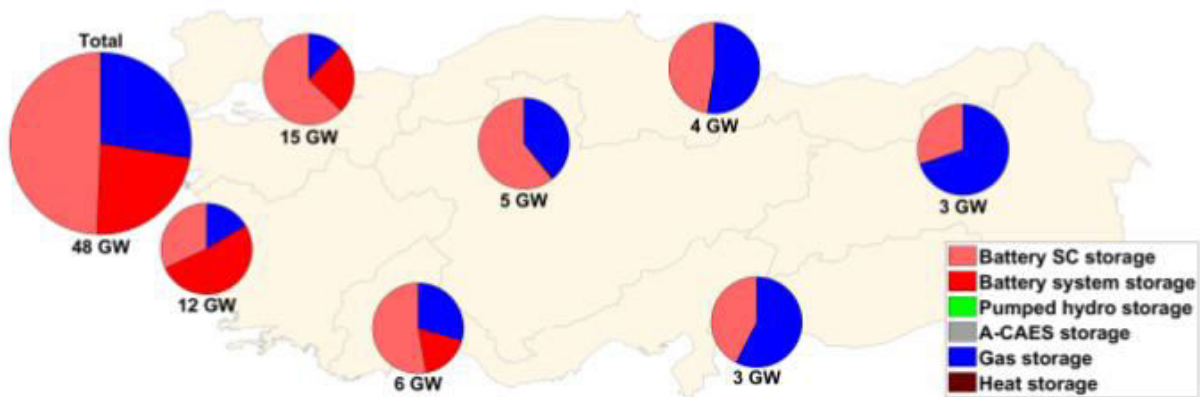 Total
15 GW
4 GW
5 GW
3 GW
48 GW
12 GW
6 GW
3 GW
Battery SC storage
Battery system storage
Pumped hydro storage
A-CAES storage
Gas storage
Heat storage